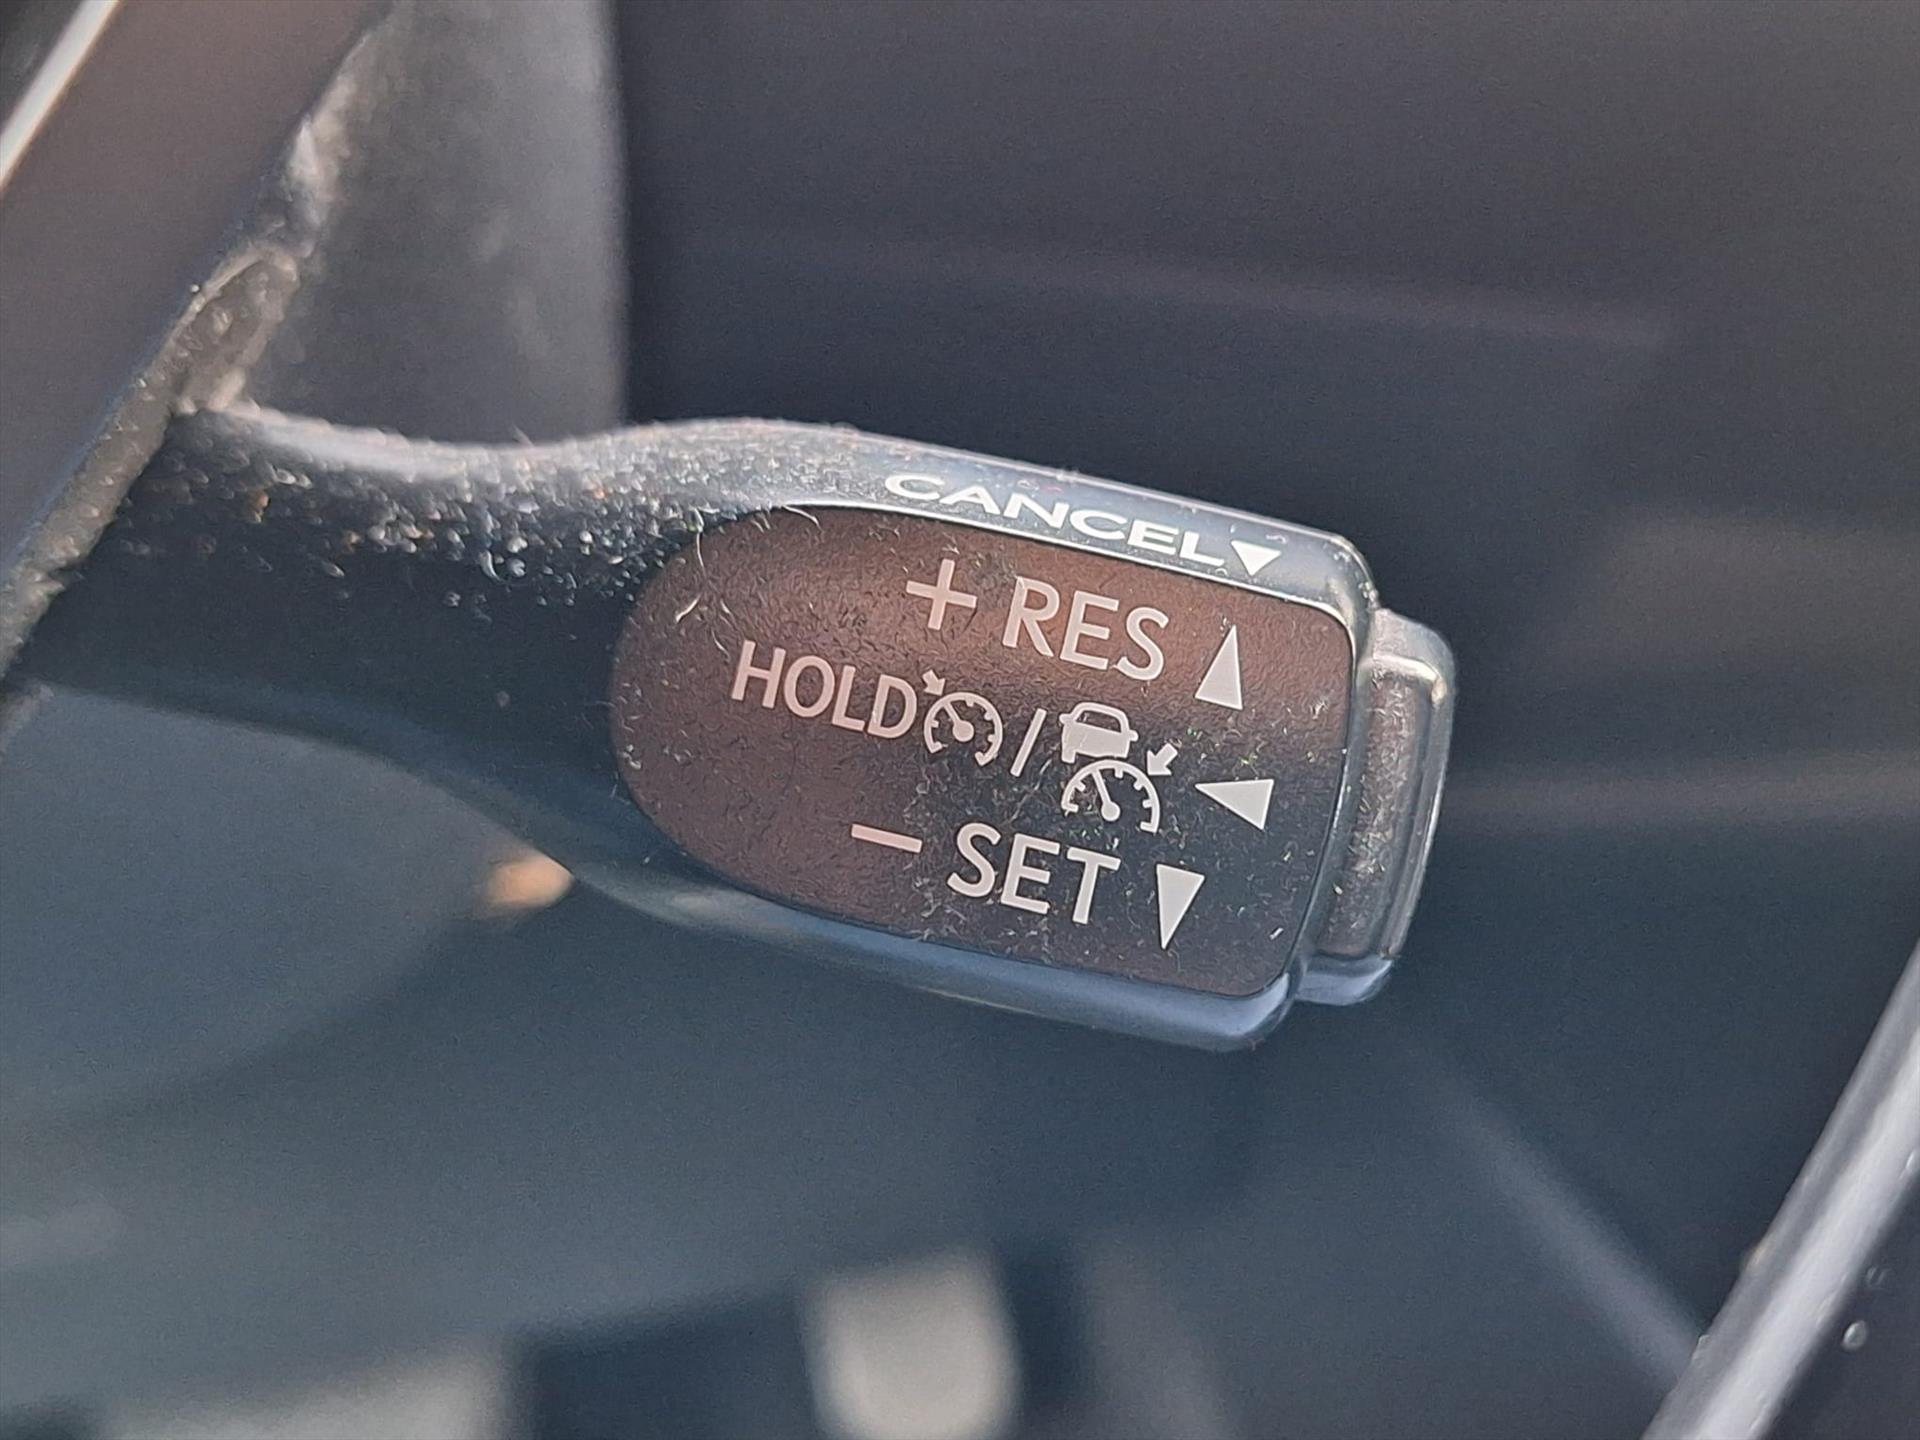 CANCEL▼
+ RES ▲
HOLD / ◀
− SET ▼